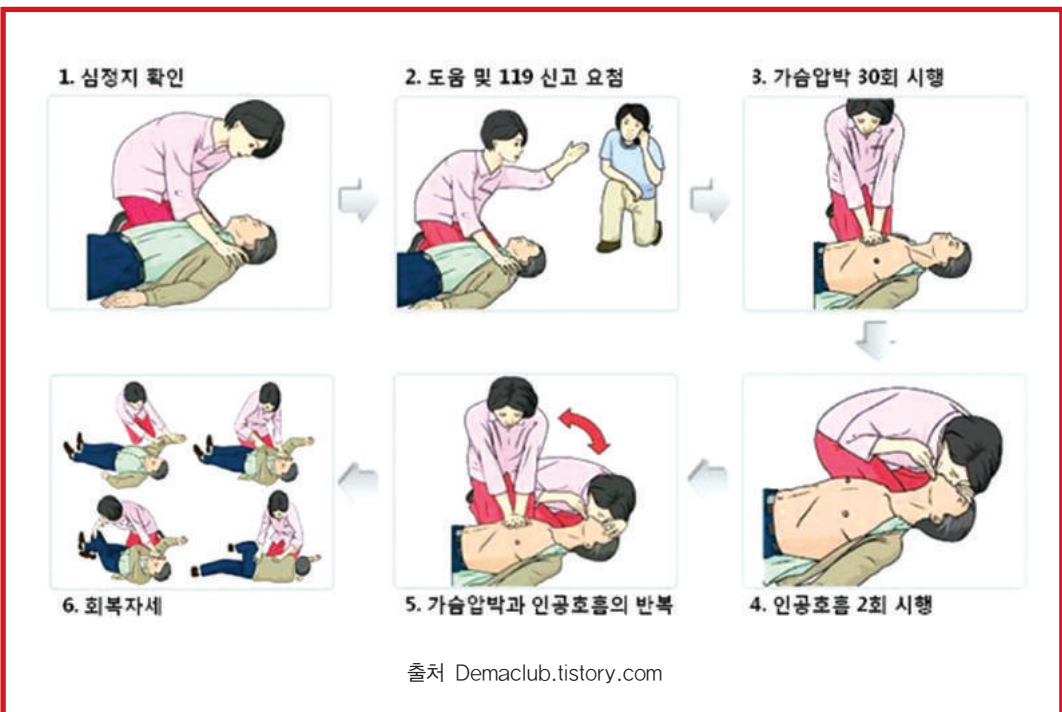 1. 심정지 확인
2. 도움 및 119 신고 요청
3. 가슴압박 30회 시행
4. 인공호흡 2회 시행
5. 가슴압박과 인공호흡의 반복
6. 회복자세
출처 Demaclub.tistory.com